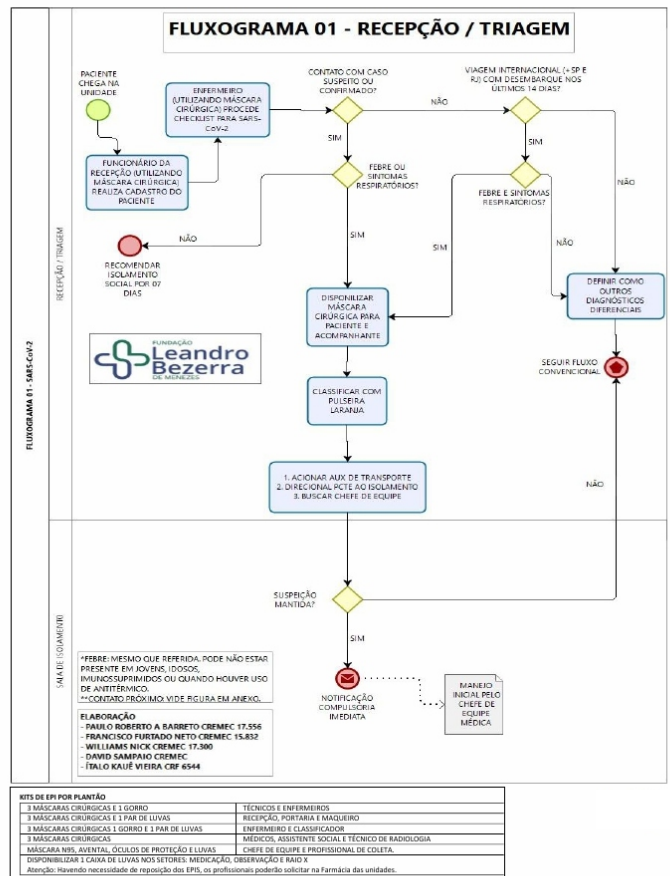 FLUXOGRAMA 01 - RECEPÇÃO / TRIAGEM
PACIENTE
CHEGA NA
UNIDADE
FUNCIONÁRIO DA
RECEPÇÃO (UTILIZANDO
MÁSCARA CIRÚRGICA)
REALIZA CADASTRO DO
PACIENTE
ENFERMEIRO
(UTILIZANDO MÁSCARA
CIRÚRGICA) PROCEDE
CHECKLIST PARA SARS-
CoV-2
CONTATO COM CASO
SUSPEITO OU
CONFIRMADO?
NÃO
SIM
VIAGEM INTERNACIONAL (+SP E
RJ) COM DESEMBARQUE NOS
ÚLTIMOS 14 DIAS?
SIM
NÃO
FEBRE OU
SINTOMAS
RESPIRATÓRIOS?
NÃO
SIM
FEBRE E SINTOMAS
RESPIRATÓRIOS?
SIM
NÃO
RECOMENDAR
ISOLAMENTO
SOCIAL POR 07
DIAS
DISPONILIZAR
MÁSCARA
CIRÚRGICA PARA
PACIENTE E
ACOMPANHANTE
DEFINIR COMO
OUTROS
DIAGNÓSTICOS
DIFERENCIAIS
FUNDAÇÃO
Leandro
Bezerra
DE MENEZES
SEGUIR FLUXO
CONVENCIONAL
CLASSIFICAR COM
PULSEIRA
LARANJA
1. ACIONAR AUX DE TRANSPORTE
2. DIRECIONAL PCTE AO ISOLAMENTO
3. BUSCAR CHEFE DE EQUIPE
NÃO
RECEPÇÃO / TRIAGEM
FLUXOGRAMA 01 - SARS-CoV-2
SALA DE ISOLAMENTO
SUSPEIÇÃO
MANTIDA?
SIM
NOTIFICAÇÃO
COMPULSÓRIA
IMEDIATA
MANEJO
INICIAL PELO
CHEFE DE
EQUIPE
MÉDICA
*FEBRE: MESMO QUE REFERIDA. PODE NÃO ESTAR
PRESENTE EM JOVENS, IDOSOS,
IMUNOSSUPRIMIDOS OU QUANDO HOUVER USO
DE ANTITÉRMICO.
**CONTATO PRÓXIMO: VIDE FIGURA EM ANEXO.
ELABORAÇÃO
- PAULO ROBERTO A BARRETO CREMEC 17.556
- FRANCISCO FURTADO NETO CREMEC 15.832
- WILLIAMS NICK CREMEC 17.300
- DAVID SAMPAIO CREMEC
- ÍTALO KAUÊ VIEIRA CRF 6544
KITS DE EPI POR PLANTÃO
3 MÁSCARAS CIRÚRGICAS E 1 GORRO TÉCNICOS E ENFERMEIROS
3 MÁSCARAS CIRÚRGICAS E 1 PAR DE LUVAS RECEPÇÃO, PORTARIA E MAQUEIRO
3 MÁSCARAS CIRÚRGICAS 1 GORRO E 1 PAR DE LUVAS ENFERMEIRO E CLASSIFICADOR
3 MÁSCARAS CIRÚRGICAS MÉDICOS, ASSISTENTE SOCIAL E TÉCNICO DE RADIOLOGIA
MÁSCARA N95, AVENTAL, ÓCULOS DE PROTEÇÃO E LUVAS CHEFE DE EQUIPE E PROFISSIONAL DE COLETA.
DISPONIBILIZAR 1 CAIXA DE LUVAS NOS SETORES: MEDICAÇÃO, OBSERVAÇÃO E RAIO X
Atenção: Havendo necessidade de reposição dos EPIS, os profissionais poderão solicitar na Farmácia das unidades.